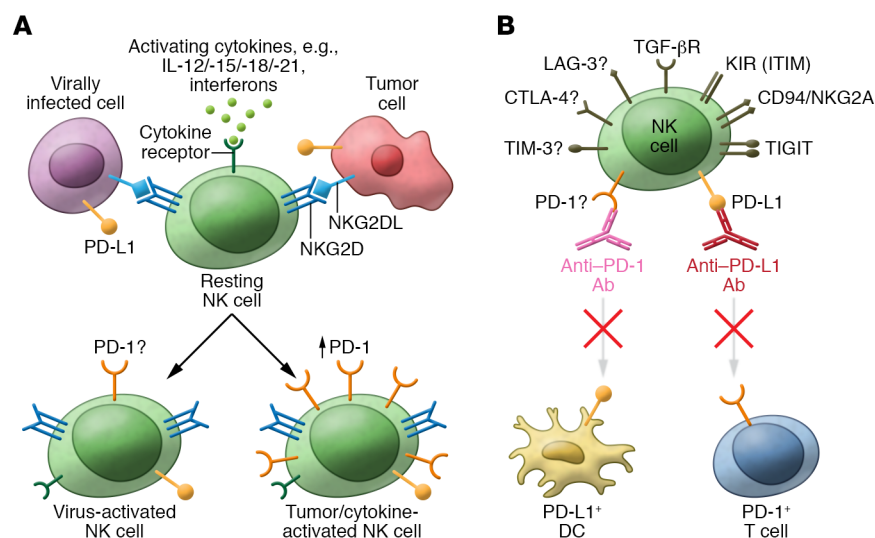 A
Activating cytokines, e.g.,
IL-12/-15/-18/-21,
interferons
Virally
infected cell
Tumor
cell
Cytokine
receptor
NKG2DL
NKG2D
PD-L1
Resting
NK cell
PD-1?
PD-1
Virus-activated
NK cell
Tumor/cytokine-
activated NK cell
B
TGF-βR
LAG-3?
KIR (ITIM)
CTLA-4?
CD94/NKG2A
NK
cell
TIM-3?
TIGIT
PD-1?
PD-L1
Anti–PD-1
Ab
Anti–PD-L1
Ab
PD-L1⁺
DC
PD-1⁺
T cell